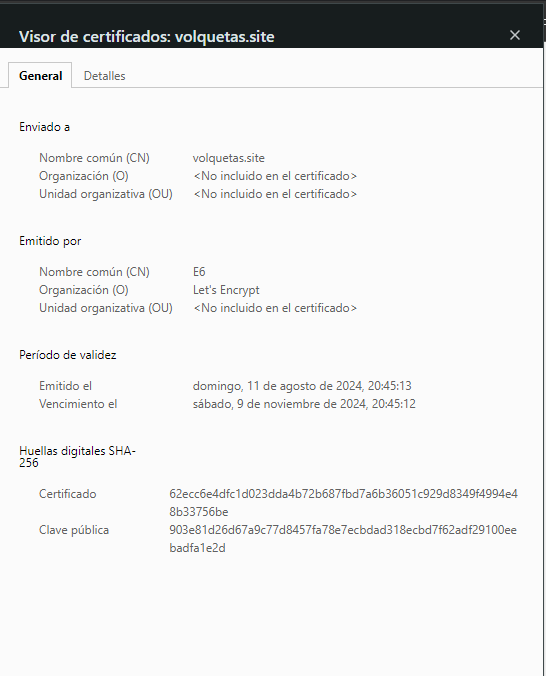 Visor de certificados: volquetas.site
General Detalles
Enviado a
Nombre común (CN) volquetas.site
Organización (O) <No incluido en el certificado>
Unidad organizativa (OU) <No incluido en el certificado>
Emitido por
Nombre común (CN) E6
Organización (O) Let's Encrypt
Unidad organizativa (OU) <No incluido en el certificado>
Período de validez
Emitido el domingo, 11 de agosto de 2024, 20:45:13
Vencimiento el sábado, 9 de noviembre de 2024, 20:45:12
Huellas digitales SHA-
256
Certificado 62ecc6e4dfc1d023dda4b72b687fbd7a6b36051c929d8349f4994e4
8b33756be
Clave pública 903e81d26d67a9c77d8457fa78e7ecbdad318ecbd7f62adf29100ee
badfa1e2d